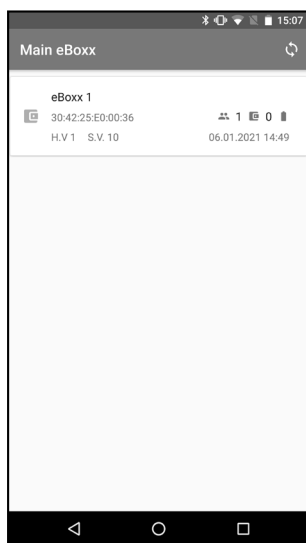 15:07
Main eBoxx
eBoxx 1
30:42:25:E0:00:36 1 0
H.V 1 S.V. 10 06.01.2021 14:49